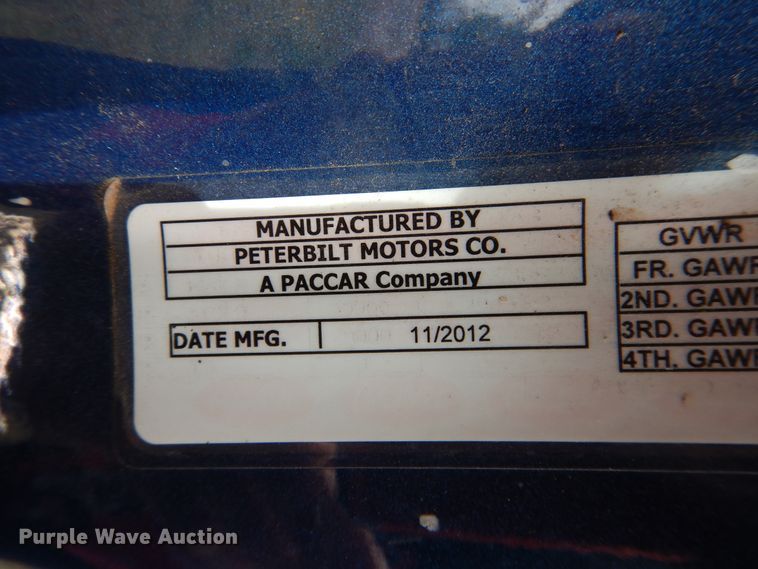 MANUFACTURED BY
PETERBILT MOTORS CO.
A PACCAR Company
DATE MFG. 11/2012
GVWR
FR. GAWR
2ND. GAWR
3RD. GAWR
4TH. GAWR
Purple Wave Auction